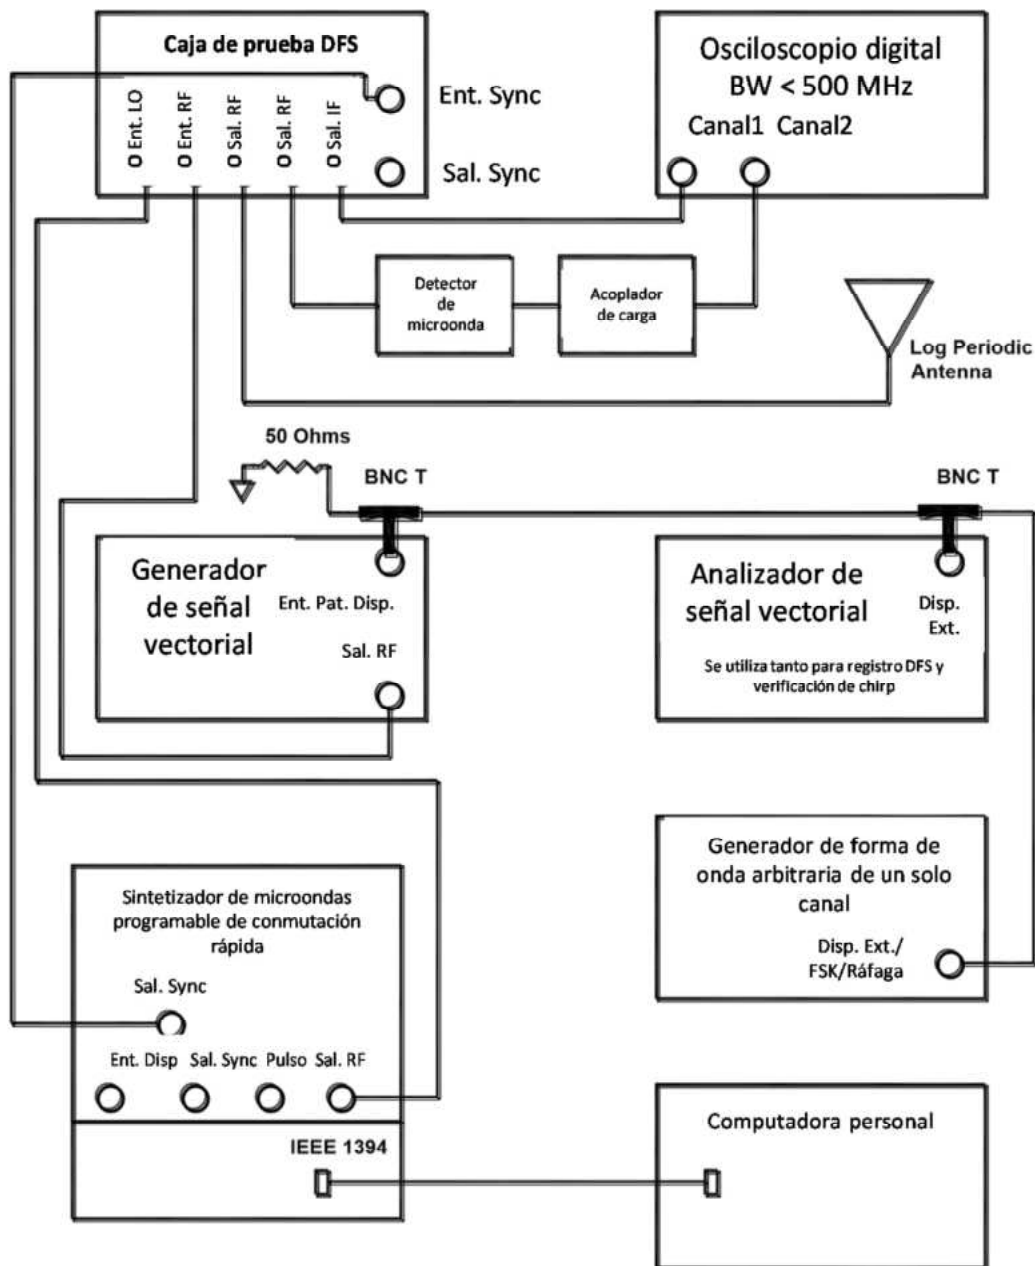 Caja de prueba DFS
Ent. LO
Ent. RF
Sal. RF
Sal. RF
Sal. IF
Ent. Sync
Sal. Sync
Osciloscopio digital
BW < 500 MHz
Canal1 Canal2
Detector
de
microonda
Acoplador
de carga
Log Periodic
Antenna
50 Ohms
BNC T
BNC T
Generador
de señal
vectorial
Ent. Pat. Disp.
Sal. RF
Analizador de
señal vectorial
Disp.
Ext.
Se utiliza tanto para registro DFS y
verificación de chirp
Sintetizador de microondas
programable de conmutación
rápida
Sal. Sync
Ent. Disp Sal. Sync Pulso Sal. RF
IEEE 1394
Generador de forma de
onda arbitraria de un solo
canal
Disp. Ext./
FSK/Ráfaga
Computadora personal